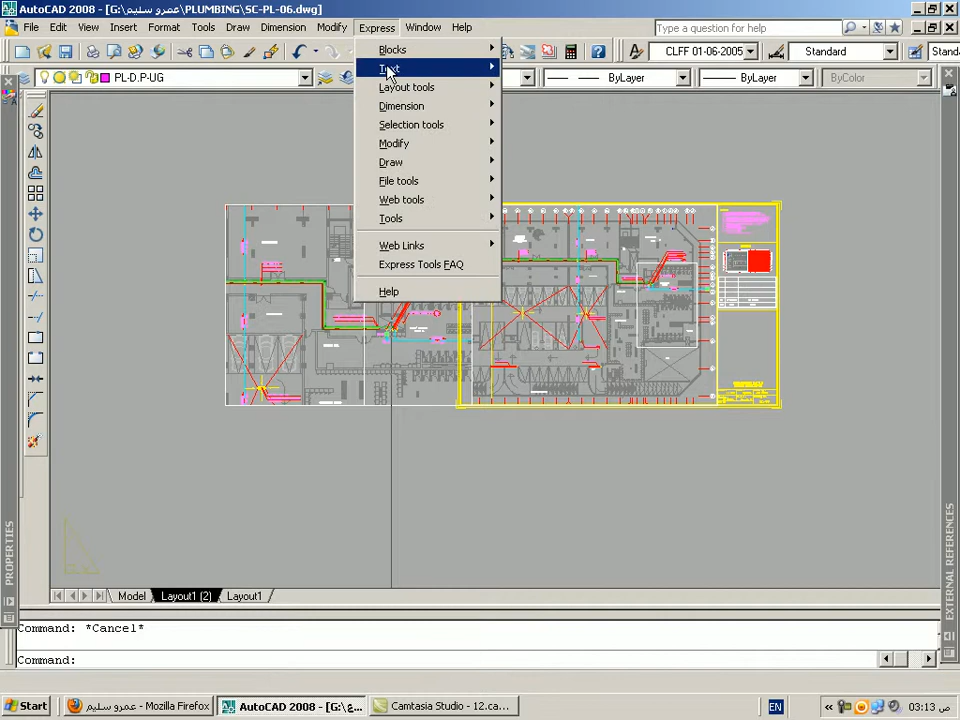 AutoCAD 2008 - [G:\عمرو سليم\PLUMBING\SC-PL-06.dwg]
File Edit View Insert Format Tools Draw Dimension Modify Express Window Help
Type a question for help
CLFF 01-06-2005 Standard Standa
PL-D.P-UG ByLayer ByLayer ByColor
Blocks
Text
Layout tools
Dimension
Selection tools
Modify
Draw
File tools
Web tools
Tools
Web Links
Express Tools FAQ
Help
PROPERTIES
EXTERNAL REFERENCES
Model Layout1 (2) Layout1
Command: *Cancel*
Command:
Start عمرو سليم - Mozilla Firefox AutoCAD 2008 - [G:\ع... Camtasia Studio - 12.ca... EN 03:13 ص